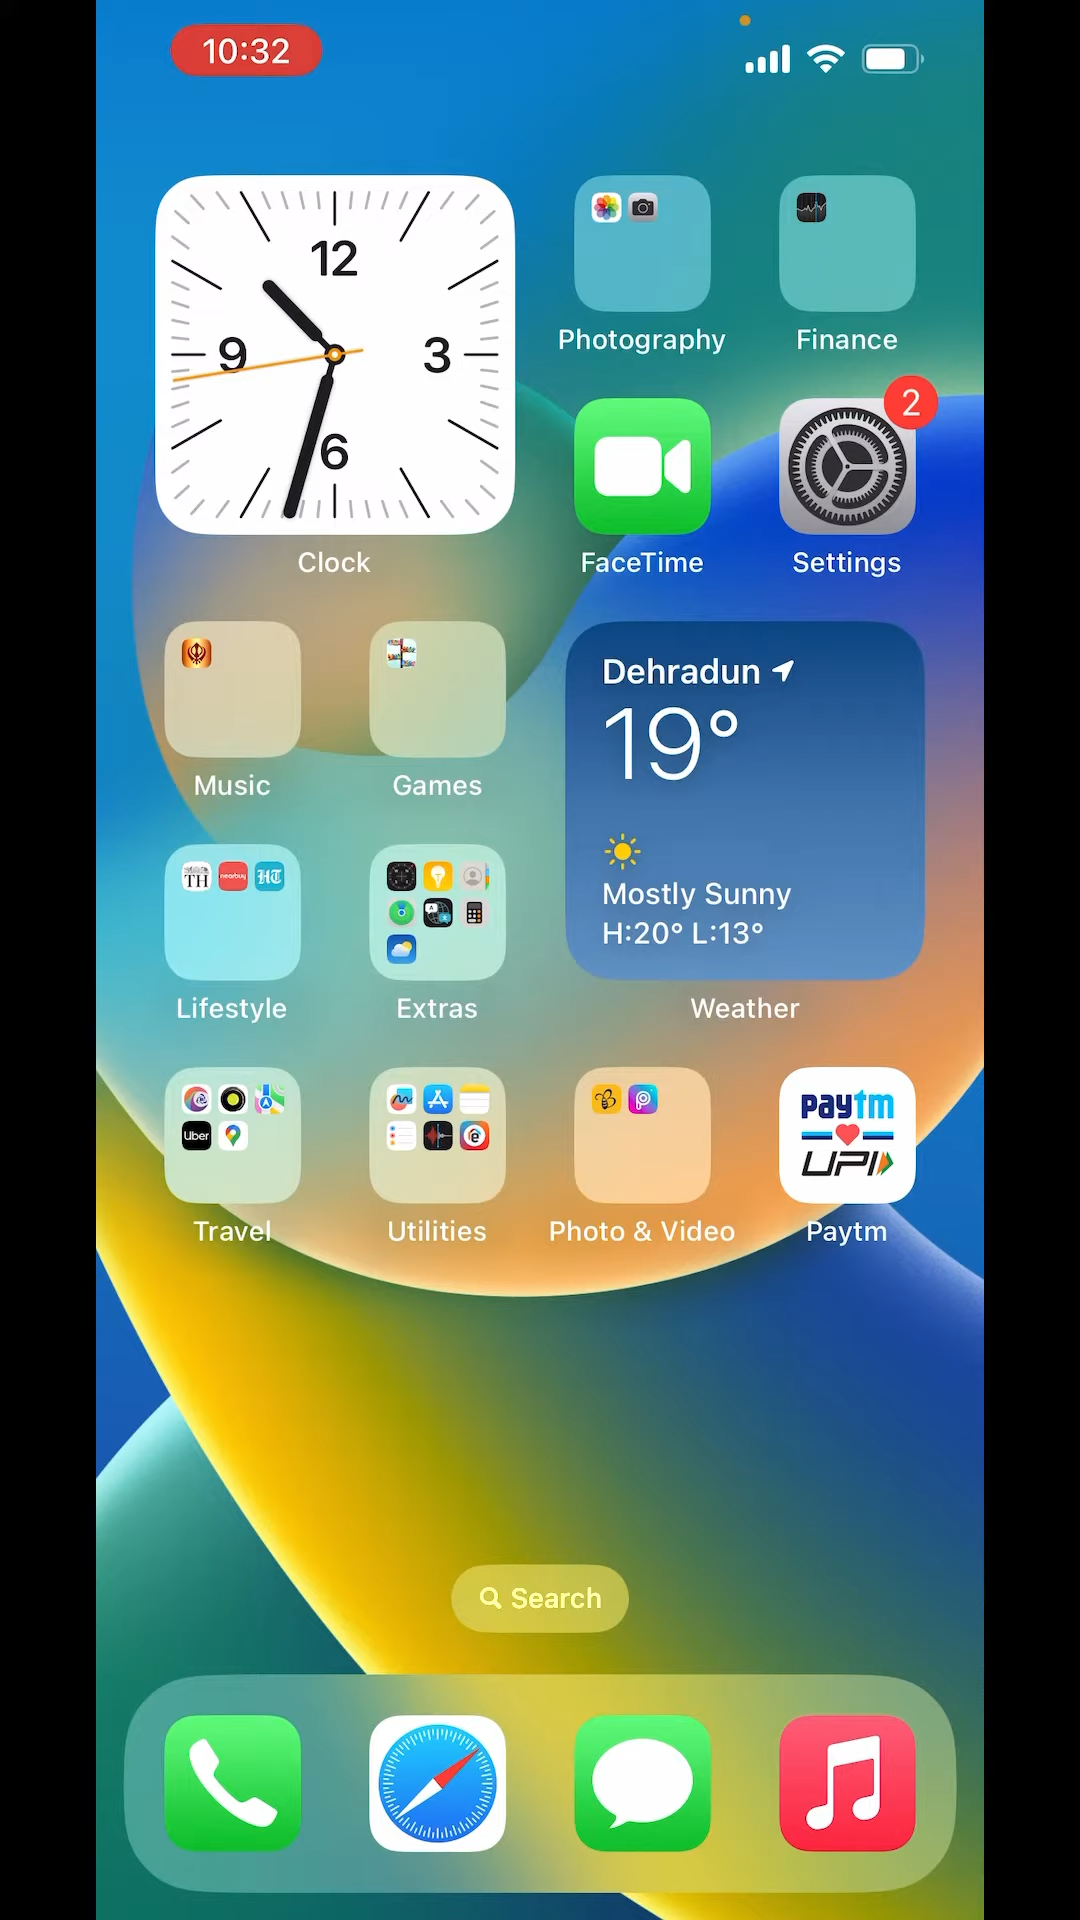 10:32
12
9
3
6
Clock
Photography
Finance
FaceTime
2
Settings
Music
Games
Dehradun
19°
Mostly Sunny
H:20° L:13°
Weather
TH
nearbuy
HT
Lifestyle
Extras
Uber
Travel
Utilities
Photo & Video
paytm
UPI
Paytm
Search